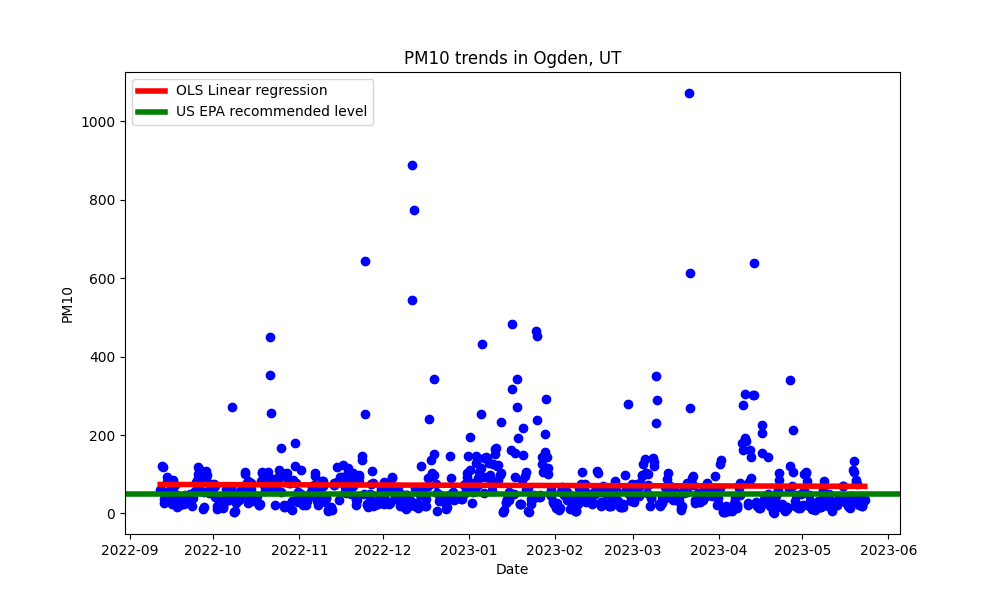 PM10 trends in Ogden, UT
OLS Linear regression
US EPA recommended level
1000
800
600
400
200
0
PM10
2022-09 2022-10 2022-11 2022-12 2023-01 2023-02 2023-03 2023-04 2023-05 2023-06
Date